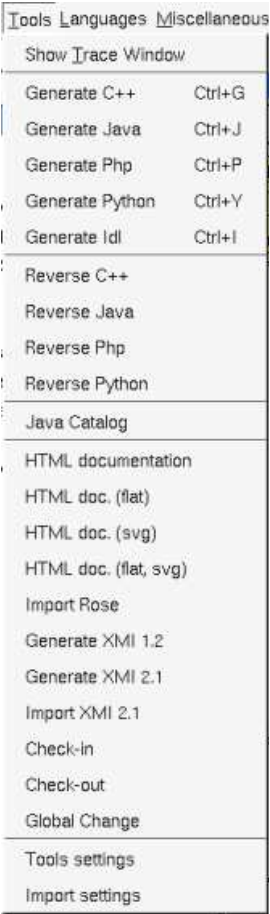 Tools Languages Miscellaneous
Show Trace Window
Generate C++ Ctrl+G
Generate Java Ctrl+J
Generate Php Ctrl+P
Generate Python Ctrl+Y
Generate Idl Ctrl+I
Reverse C++
Reverse Java
Reverse Php
Reverse Python
Java Catalog
HTML documentation
HTML doc. (flat)
HTML doc. (svg)
HTML doc. (flat, svg)
Import Rose
Generate XMI 1.2
Generate XMI 2.1
Import XMI 2.1
Check-in
Check-out
Global Change
Tools settings
Import settings